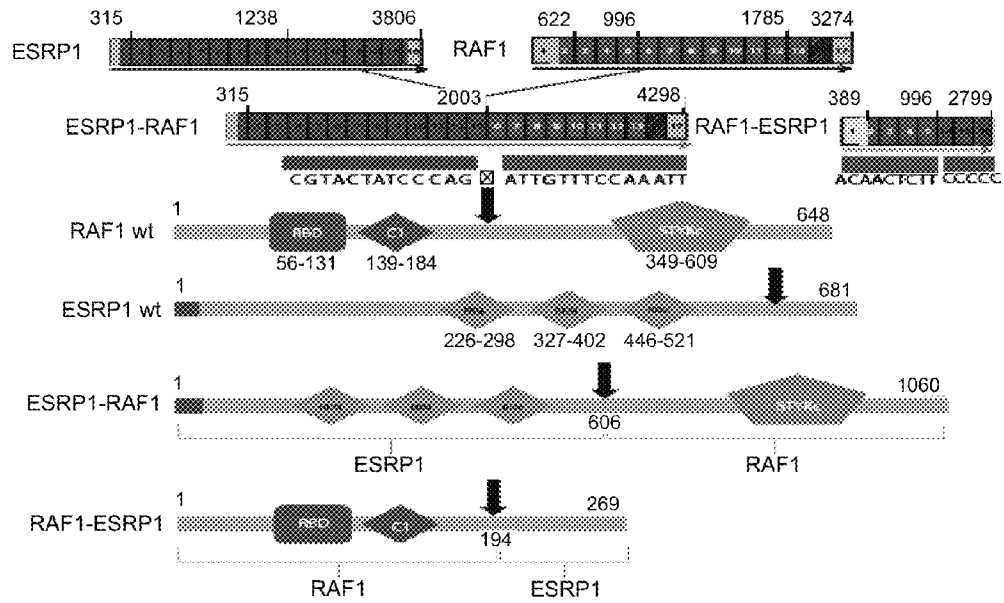 315 1238 3806 622 996 1785 3274
ESRP1 RAF1
315 2003 4298 389 996 2799
ESRP1-RAF1 RAF1-ESRP1
CGTACTATCCCAG ATTGTTTCCAAATT ACAACTCTT CCCCC
1 648
RAF1 wt RBD C1
56-131 139-184 349-609
1 681
ESRP1 wt
226-298 327-402 446-521
1 1060
ESRP1-RAF1
606
ESRP1 RAF1
1 269
RAF1-ESRP1 RBD C1
194
RAF1 ESRP1